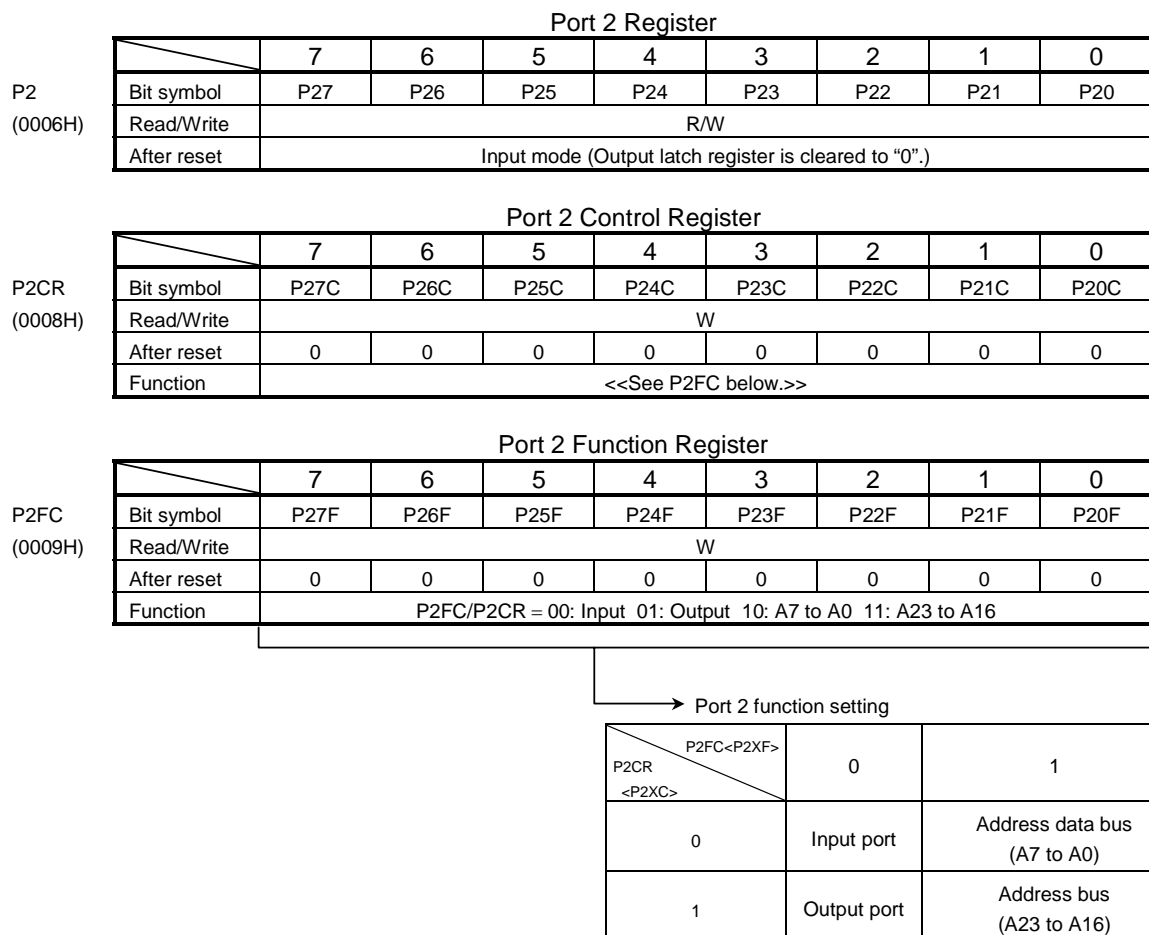 Port 2 Register
7 6 5 4 3 2 1 0
P2 Bit symbol P27 P26 P25 P24 P23 P22 P21 P20
(0006H) Read/Write R/W
After reset Input mode (Output latch register is cleared to “0”.)
Port 2 Control Register
7 6 5 4 3 2 1 0
P2CR Bit symbol P27C P26C P25C P24C P23C P22C P21C P20C
(0008H) Read/Write W
After reset 0 0 0 0 0 0 0 0
Function <<See P2FC below.>>
Port 2 Function Register
7 6 5 4 3 2 1 0
P2FC Bit symbol P27F P26F P25F P24F P23F P22F P21F P20F
(0009H) Read/Write W
After reset 0 0 0 0 0 0 0 0
Function P2FC/P2CR = 00: Input 01: Output 10: A7 to A0 11: A23 to A16
Port 2 function setting
P2FC<P2XF> 0 1
P2CR
<P2XC>
0 Input port Address data bus
(A7 to A0)
1 Output port Address bus
(A23 to A16)